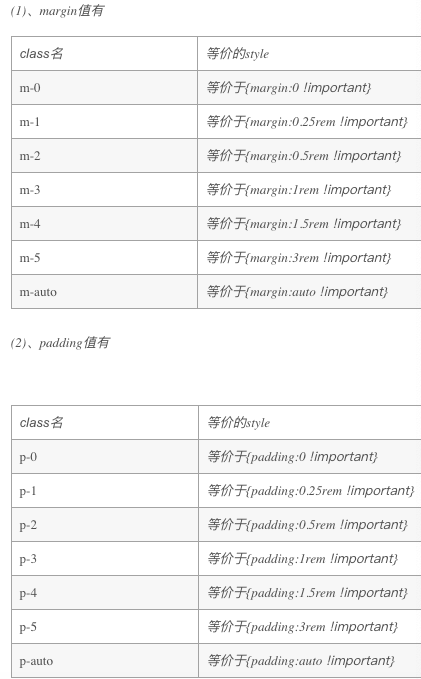 (1)、margin值有
class名 等价的style
m-0 等价于{margin:0 !important}
m-1 等价于{margin:0.25rem !important}
m-2 等价于{margin:0.5rem !important}
m-3 等价于{margin:1rem !important}
m-4 等价于{margin:1.5rem !important}
m-5 等价于{margin:3rem !important}
m-auto 等价于{margin:auto !important}
(2)、padding值有
class名 等价的style
p-0 等价于{padding:0 !important}
p-1 等价于{padding:0.25rem !important}
p-2 等价于{padding:0.5rem !important}
p-3 等价于{padding:1rem !important}
p-4 等价于{padding:1.5rem !important}
p-5 等价于{padding:3rem !important}
p-auto 等价于{padding:auto !important}